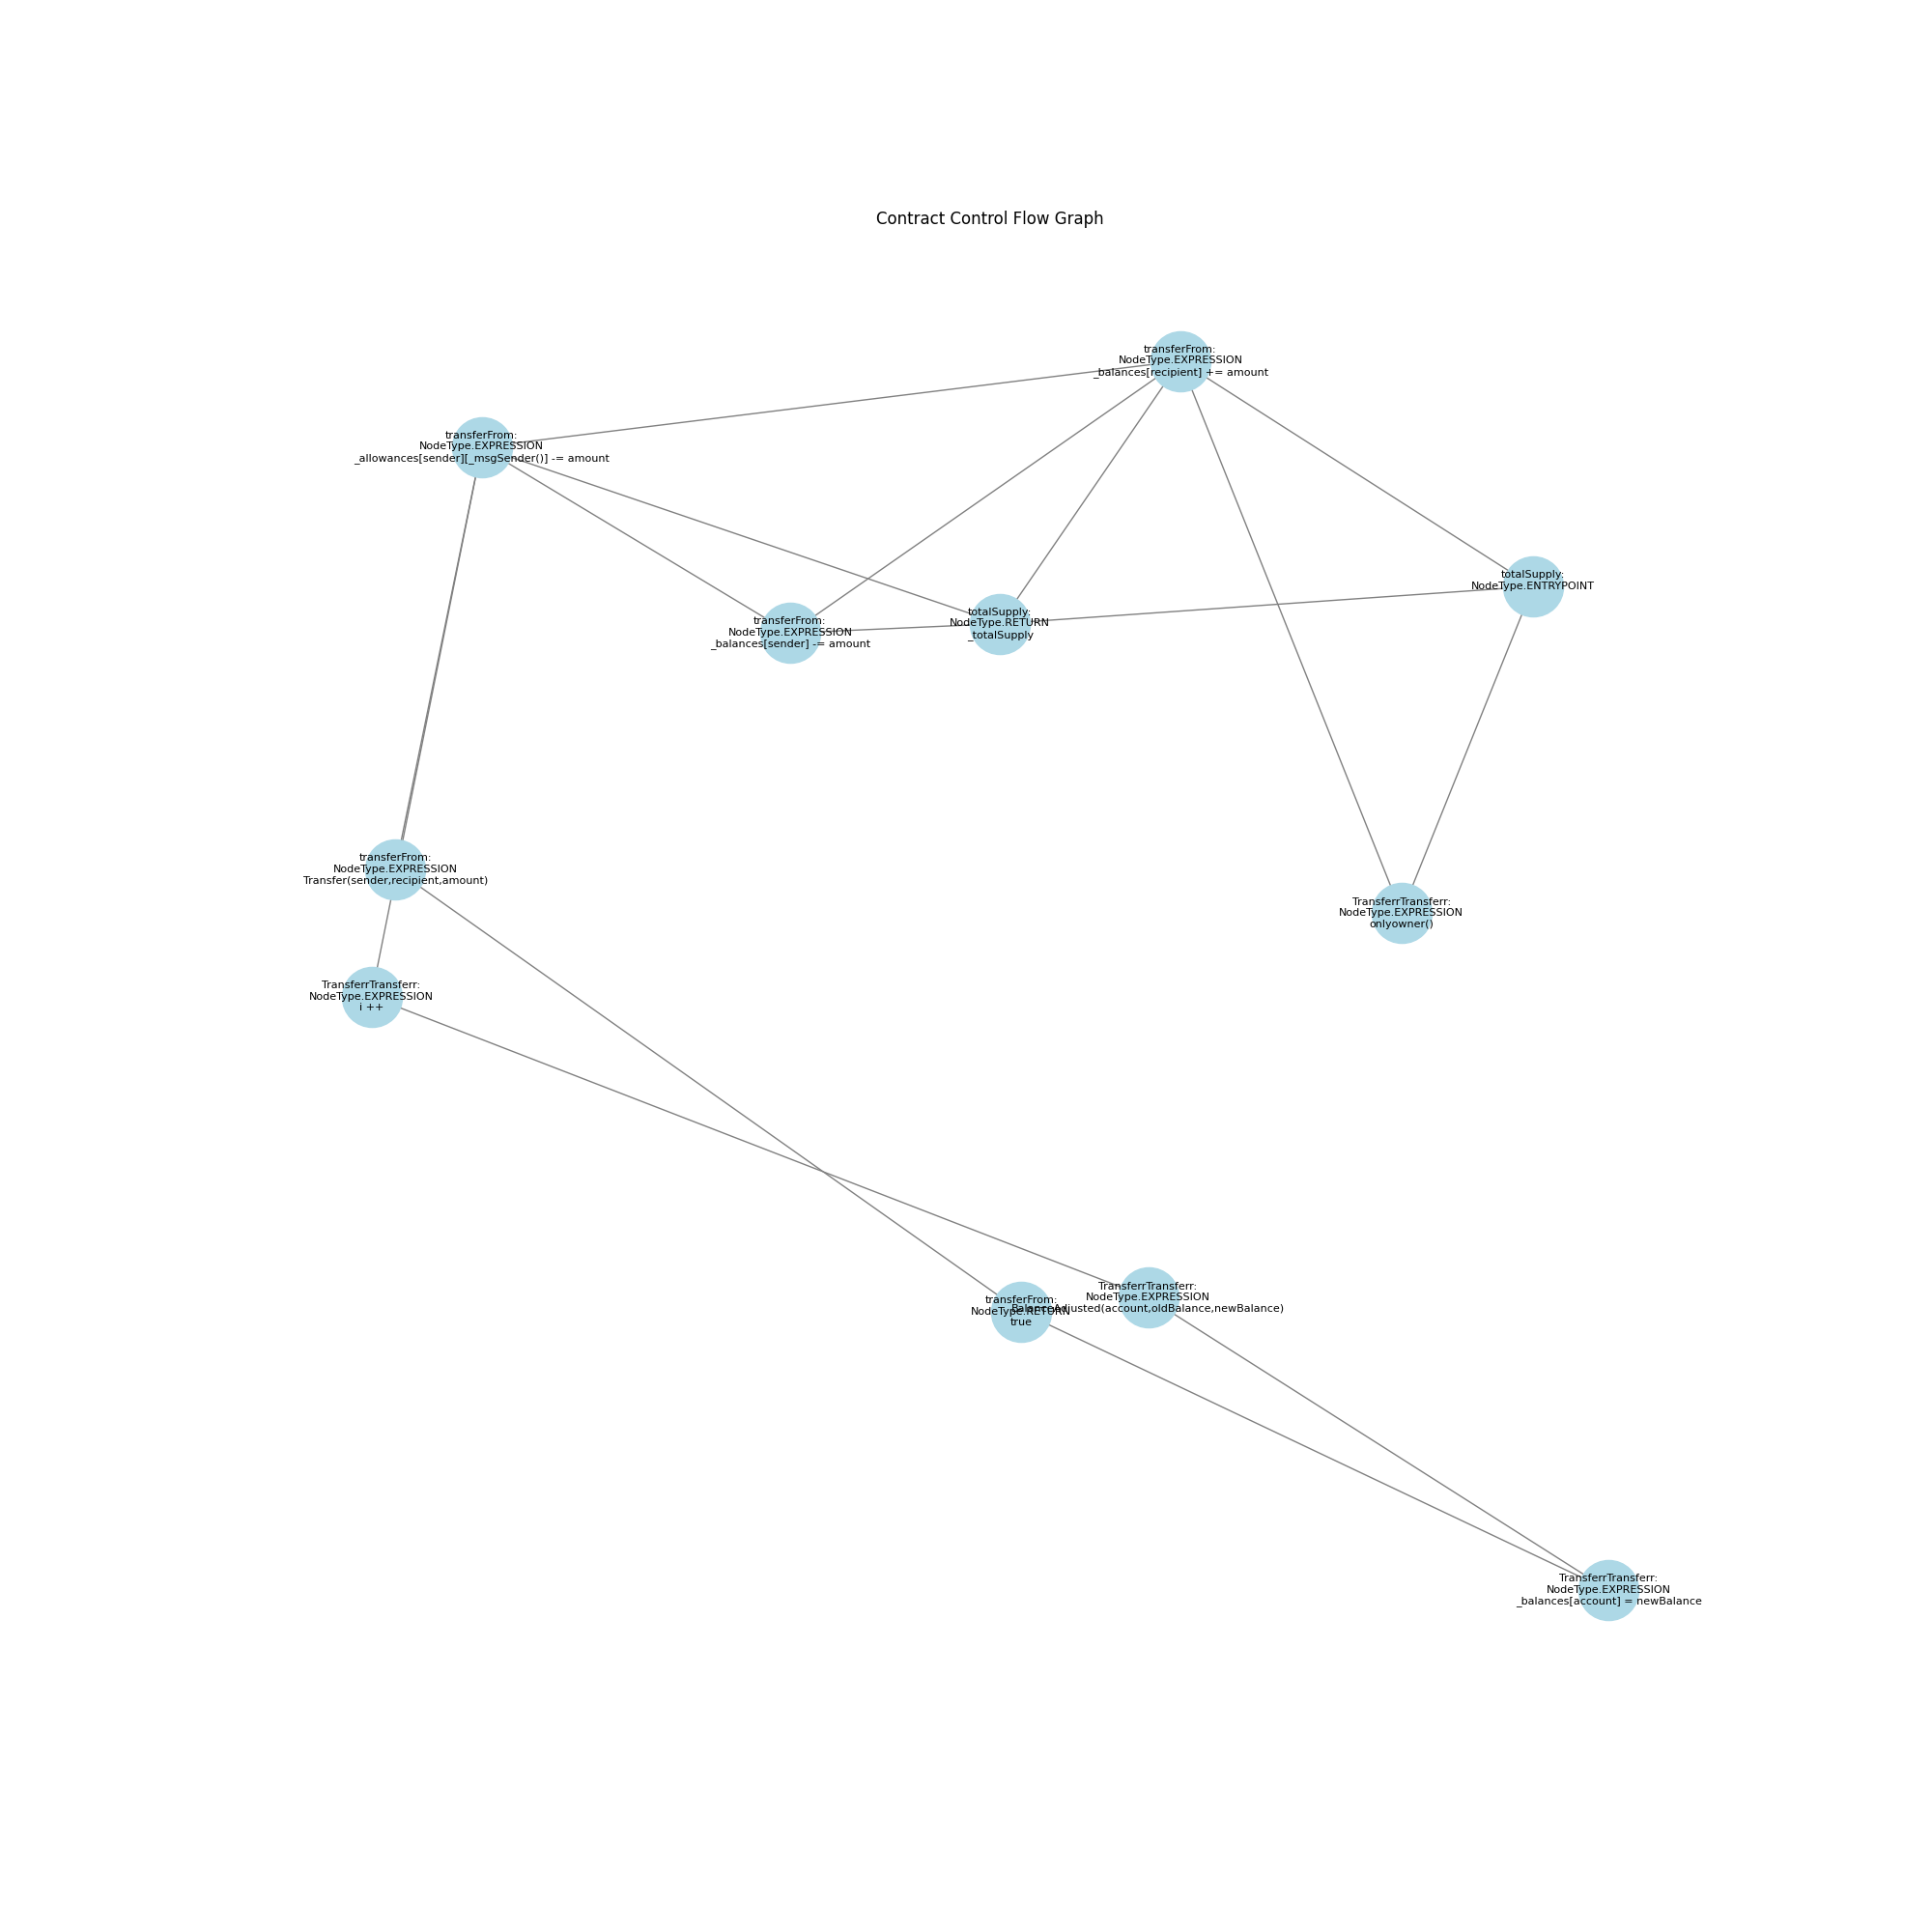 Contract Control Flow Graph
transferFrom:
NodeType.EXPRESSION
_balances[recipient] += amount
transferFrom:
NodeType.EXPRESSION
_allowances[sender][_msgSender()] -= amount
totalSupply:
NodeType.ENTRYPOINT
totalSupply:
NodeType.RETURN
_totalSupply
transferFrom:
NodeType.EXPRESSION
_balances[sender] -= amount
transferFrom:
NodeType.EXPRESSION
Transfer(sender,recipient,amount)
TransferrTransferr:
NodeType.EXPRESSION
onlyowner()
TransferrTransferr:
NodeType.EXPRESSION
i ++
TransferrTransferr:
NodeType.EXPRESSION
BalanceAdjusted(account,oldBalance,newBalance)
transferFrom:
NodeType.RETURN
true
TransferrTransferr:
NodeType.EXPRESSION
_balances[account] = newBalance